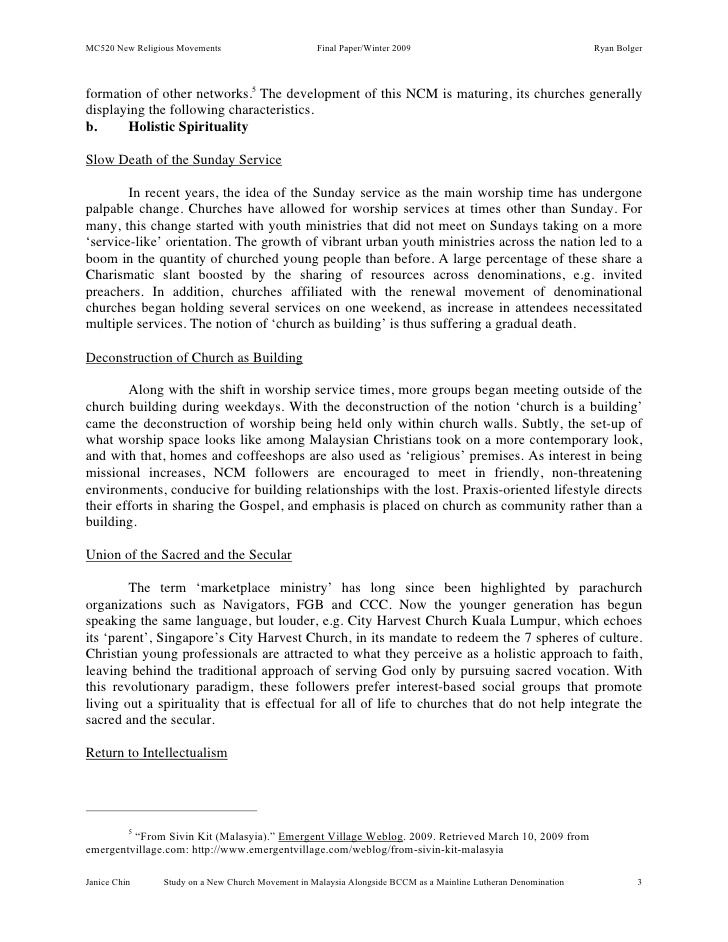 MC520 New Religious Movements Final Paper/Winter 2009 Ryan Bolger
formation of other networks.5 The development of this NCM is maturing, its churches generally
displaying the following characteristics.
b. Holistic Spirituality
Slow Death of the Sunday Service
In recent years, the idea of the Sunday service as the main worship time has undergone
palpable change. Churches have allowed for worship services at times other than Sunday. For
many, this change started with youth ministries that did not meet on Sundays taking on a more
‘service-like’ orientation. The growth of vibrant urban youth ministries across the nation led to a
boom in the quantity of churched young people than before. A large percentage of these share a
Charismatic slant boosted by the sharing of resources across denominations, e.g. invited
preachers. In addition, churches affiliated with the renewal movement of denominational
churches began holding several services on one weekend, as increase in attendees necessitated
multiple services. The notion of ‘church as building’ is thus suffering a gradual death.
Deconstruction of Church as Building
Along with the shift in worship service times, more groups began meeting outside of the
church building during weekdays. With the deconstruction of the notion ‘church is a building’
came the deconstruction of worship being held only within church walls. Subtly, the set-up of
what worship space looks like among Malaysian Christians took on a more contemporary look,
and with that, homes and coffeeshops are also used as ‘religious’ premises. As interest in being
missional increases, NCM followers are encouraged to meet in friendly, non-threatening
environments, conducive for building relationships with the lost. Praxis-oriented lifestyle directs
their efforts in sharing the Gospel, and emphasis is placed on church as community rather than a
building.
Union of the Sacred and the Secular
The term ‘marketplace ministry’ has long since been highlighted by parachurch
organizations such as Navigators, FGB and CCC. Now the younger generation has begun
speaking the same language, but louder, e.g. City Harvest Church Kuala Lumpur, which echoes
its ‘parent’, Singapore’s City Harvest Church, in its mandate to redeem the 7 spheres of culture.
Christian young professionals are attracted to what they perceive as a holistic approach to faith,
leaving behind the traditional approach of serving God only by pursuing sacred vocation. With
this revolutionary paradigm, these followers prefer interest-based social groups that promote
living out a spirituality that is effectual for all of life to churches that do not help integrate the
sacred and the secular.
Return to Intellectualism
5 “From Sivin Kit (Malasyia).” Emergent Village Weblog. 2009. Retrieved March 10, 2009 from
emergentvillage.com: http://www.emergentvillage.com/weblog/from-sivin-kit-malasyia
Janice Chin Study on a New Church Movement in Malaysia Alongside BCCM as a Mainline Lutheran Denomination 3